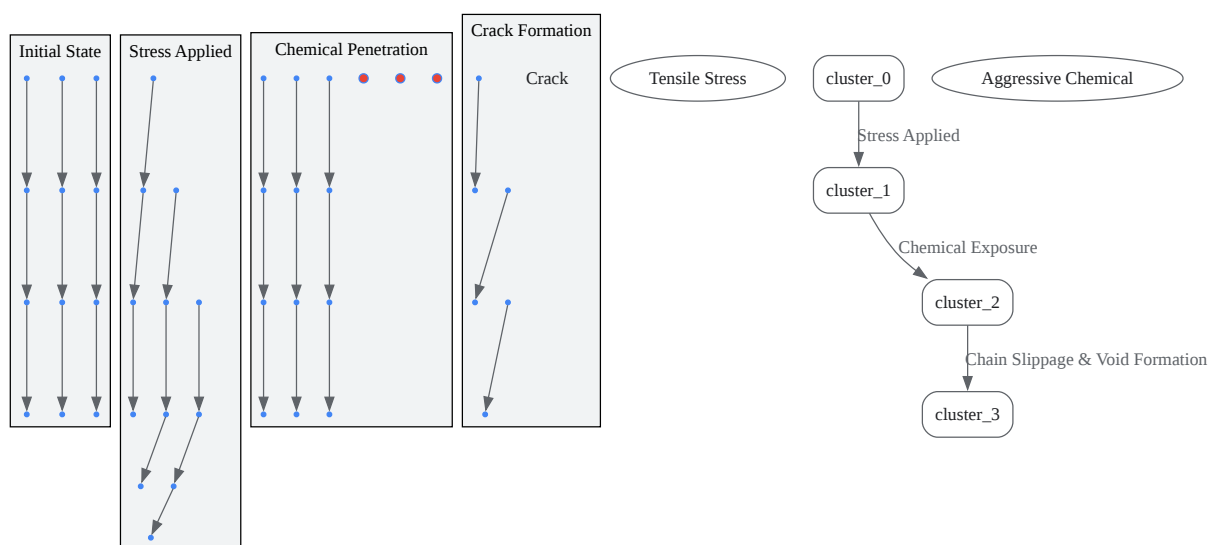 Initial State
Stress Applied
Chemical Penetration
Crack Formation
Crack
Tensile Stress
cluster_0
Aggressive Chemical
Stress Applied
cluster_1
Chemical Exposure
cluster_2
Chain Slippage & Void Formation
cluster_3